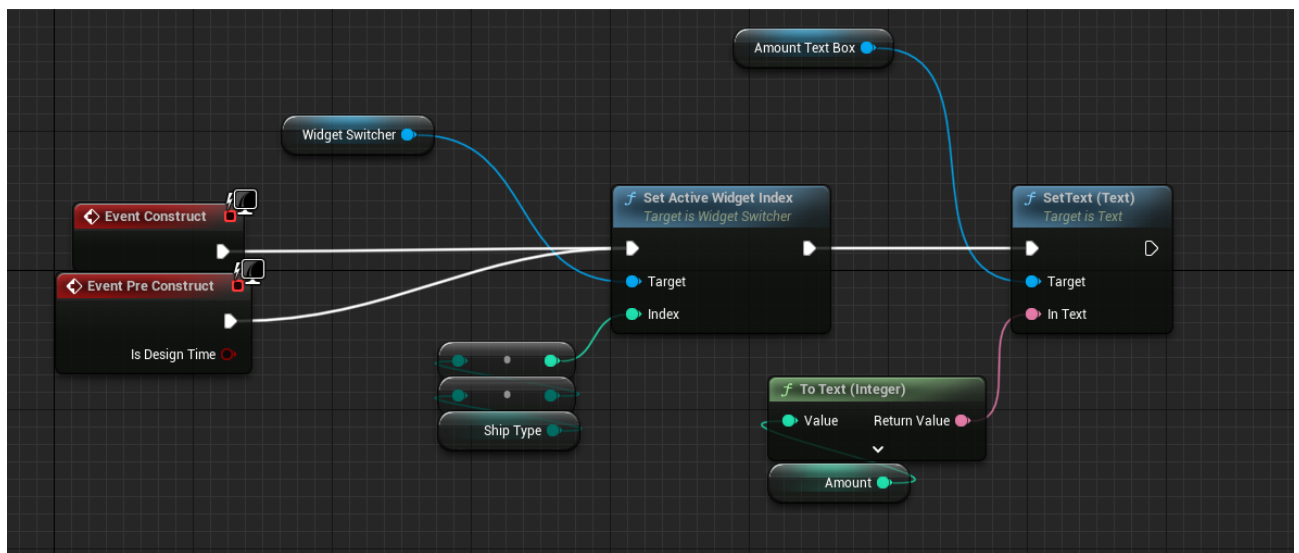 Amount Text Box
Widget Switcher
Event Construct
Event Pre Construct
Is Design Time
f Set Active Widget Index
Target is Widget Switcher
Target
Index
Ship Type
f SetText (Text)
Target is Text
Target
In Text
f To Text (Integer)
Value Return Value
Amount